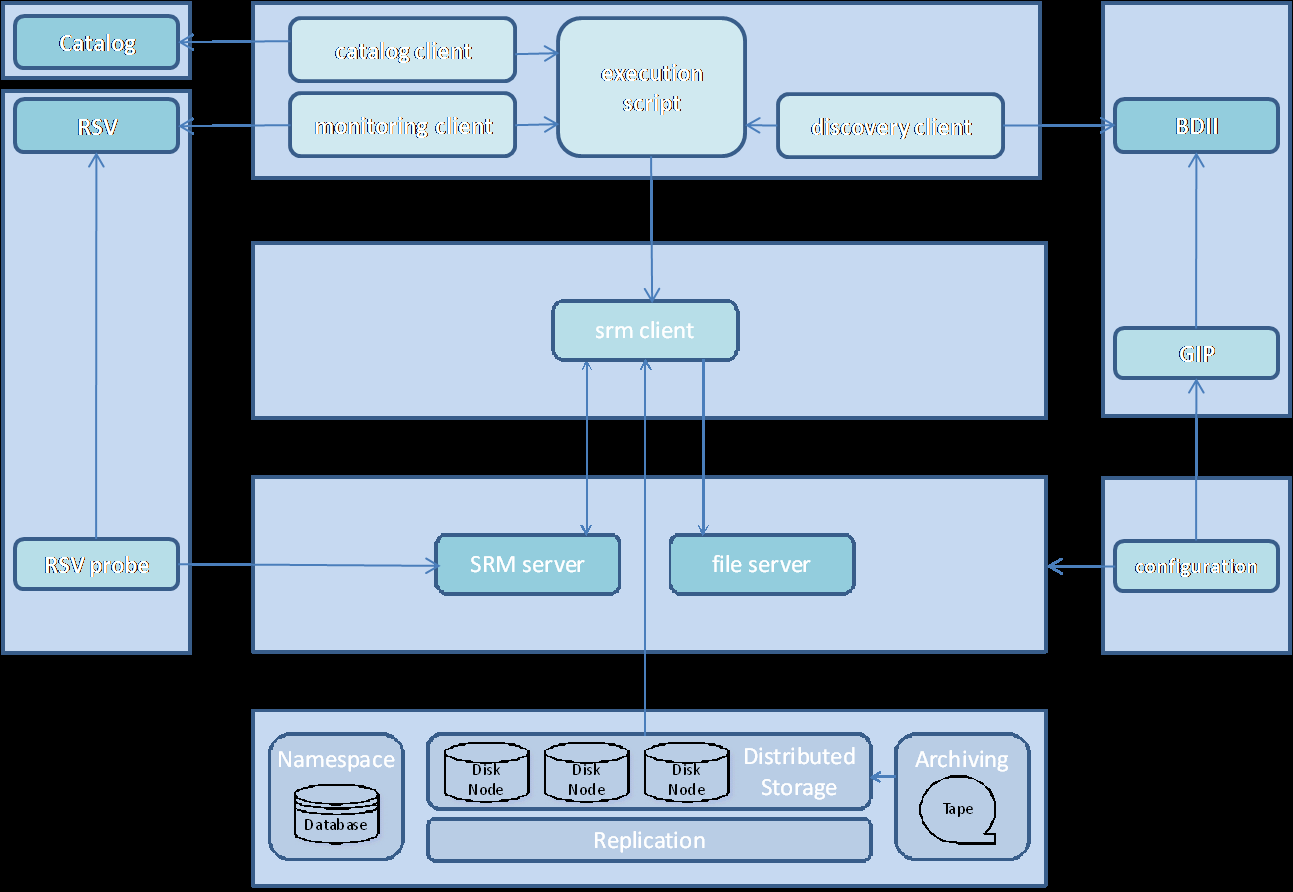 Catalog
catalog client
execution
script
RSV
monitoring client
discovery client
BDII
srm client
GIP
RSV probe
SRM server
file server
configuration
Namespace
Database
Disk
Node
Disk
Node
Disk
Node
Distributed
Storage
Archiving
Tape
Replication